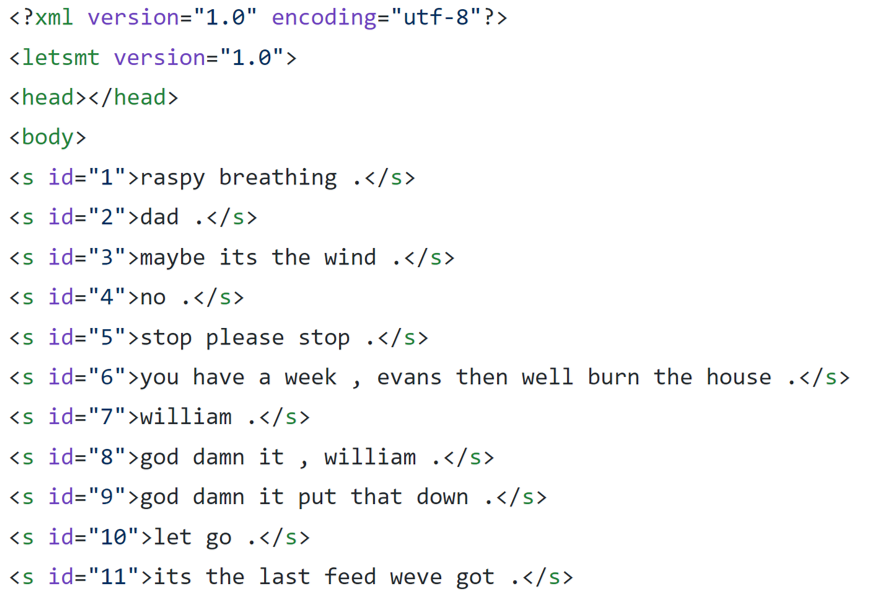 <?xml version="1.0" encoding="utf-8"?>
<letsmt version="1.0">
<head></head>
<body>
<s id="1">raspy breathing .</s>
<s id="2">dad .</s>
<s id="3">maybe its the wind .</s>
<s id="4">no .</s>
<s id="5">stop please stop .</s>
<s id="6">you have a week , evans then well burn the house .</s>
<s id="7">william .</s>
<s id="8">god damn it , william .</s>
<s id="9">god damn it put that down .</s>
<s id="10">let go .</s>
<s id="11">its the last feed weve got .</s>